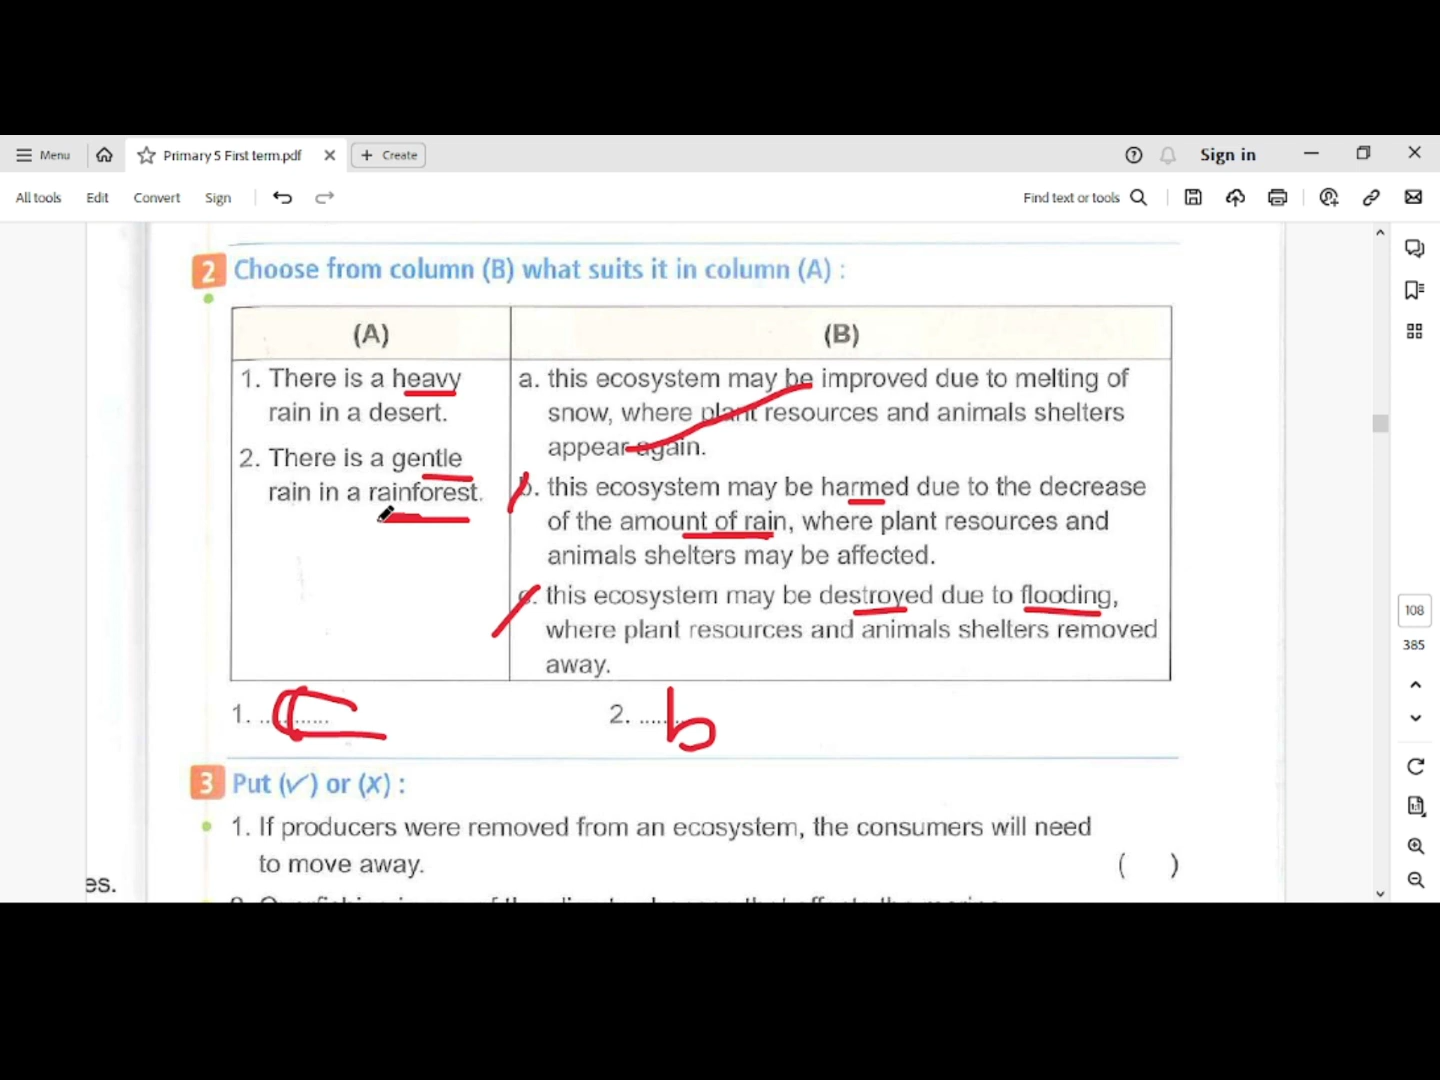 Menu Primary 5 First term.pdf Create Sign in
All tools Edit Convert Sign Find text or tools
2 Choose from column (B) what suits it in column (A) :
(A) (B)
1. There is a heavy rain in a desert.
2. There is a gentle rain in a rainforest.
a. this ecosystem may be improved due to melting of
snow, where plant resources and animals shelters
appear again.
b. this ecosystem may be harmed due to the decrease
of the amount of rain, where plant resources and
animals shelters may be affected.
c. this ecosystem may be destroyed due to flooding,
where plant resources and animals shelters removed
away.
1. ............ C 2. ...... b
3 Put (✓) or (x) :
1. If producers were removed from an ecosystem, the consumers will need
to move away. ( )
es.
108
385